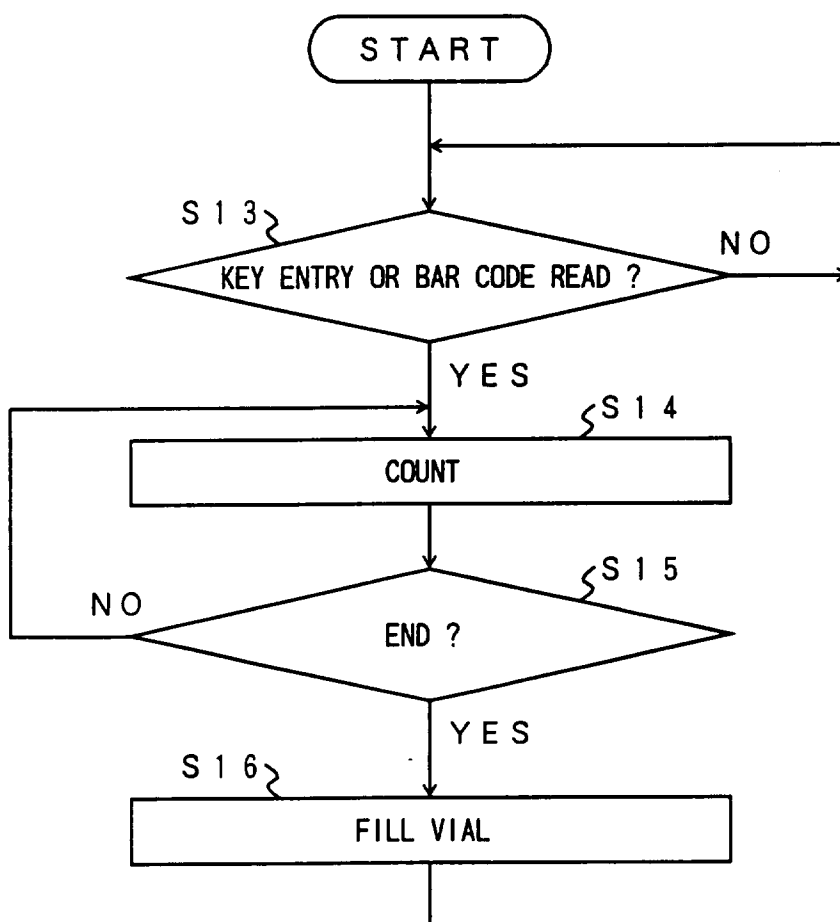 START
S13
KEY ENTRY OR BAR CODE READ ?
NO
YES
S14
COUNT
S15
NO
END ?
YES
S16
FILL VIAL